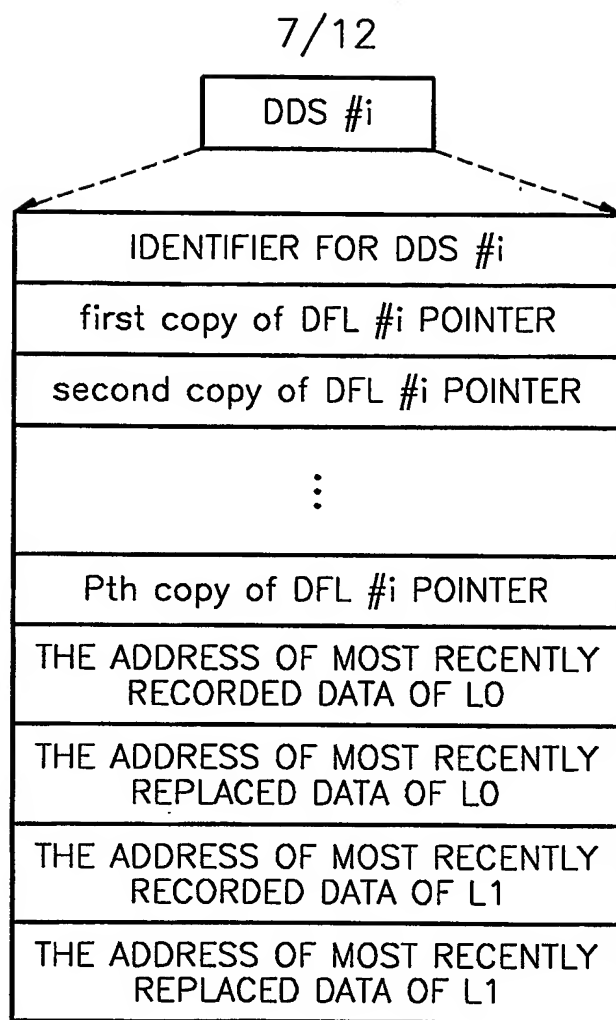 7/12
DDS #i
IDENTIFIER FOR DDS #i
first copy of DFL #i POINTER
second copy of DFL #i POINTER
⋮
Pth copy of DFL #i POINTER
THE ADDRESS OF MOST RECENTLY
RECORDED DATA OF L0
THE ADDRESS OF MOST RECENTLY
REPLACED DATA OF L0
THE ADDRESS OF MOST RECENTLY
RECORDED DATA OF L1
THE ADDRESS OF MOST RECENTLY
REPLACED DATA OF L1